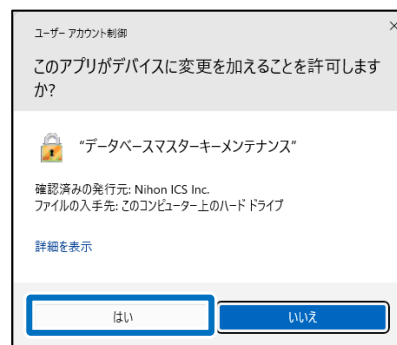 ユーザー アカウント制御
×
このアプリがデバイスに変更を加えることを許可します
か?
“データベースマスターキーメンテナンス”
確認済みの発行元: Nihon ICS Inc.
ファイルの入手先: このコンピューター上のハード ドライブ
詳細を表示
はい
いいえ